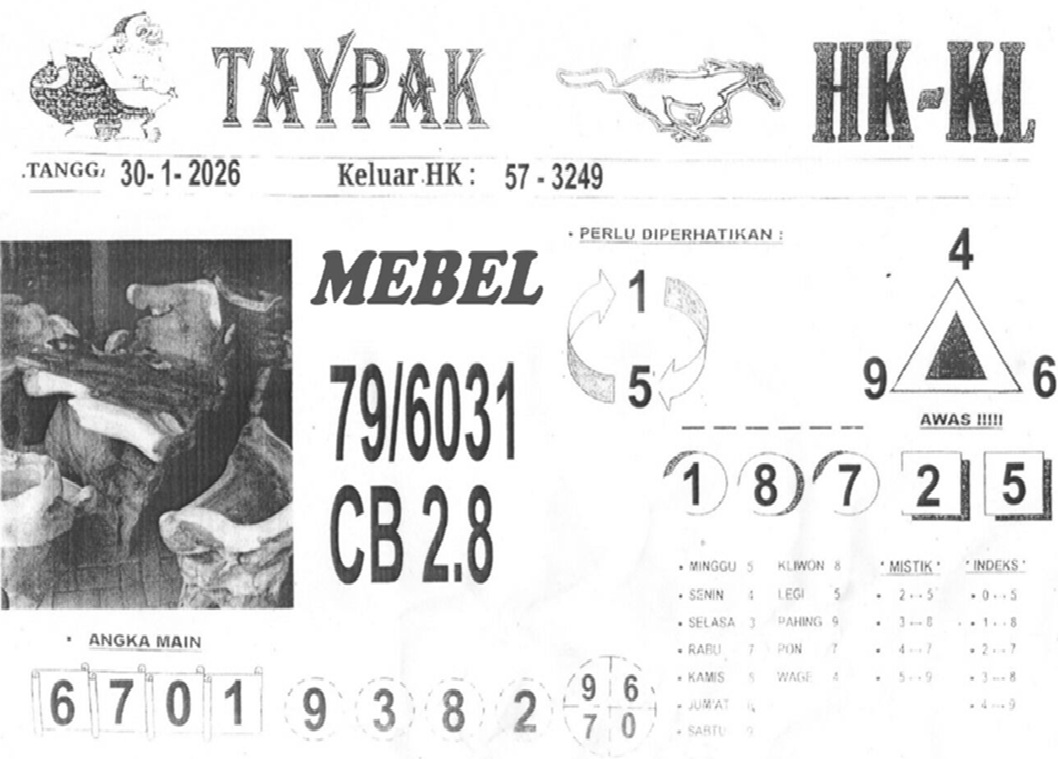 TAYPAK
HK-KL
TANGGA 30-1-2026 Keluar HK : 57 - 3249
MEBEL
79/6031
CB 2.8
• PERLU DIPERHATIKAN :
1
5
4
9 6
AWAS !!!!!
1 8 7 2 5
• MINGGU 5 KLIWON 8
• SENIN 4 LEGI 5
• SELASA 3 PAHING 9
• RABU 7 PON 7
• KAMIS 8 WAGE 4
• JUM'AT 6
• SABTU 9
' MISTIK '
• 2 - - 5
• 3 --- 8
• 4 - - 7
• 5 - - 9
' INDEKS '
• 0 - - 5
• 1 - - 8
• 2 - - 7
• 3 --- 8
• 4 --- 9
• ANGKA MAIN
6 7 0 1 9 3 8 2
9 6
7 0